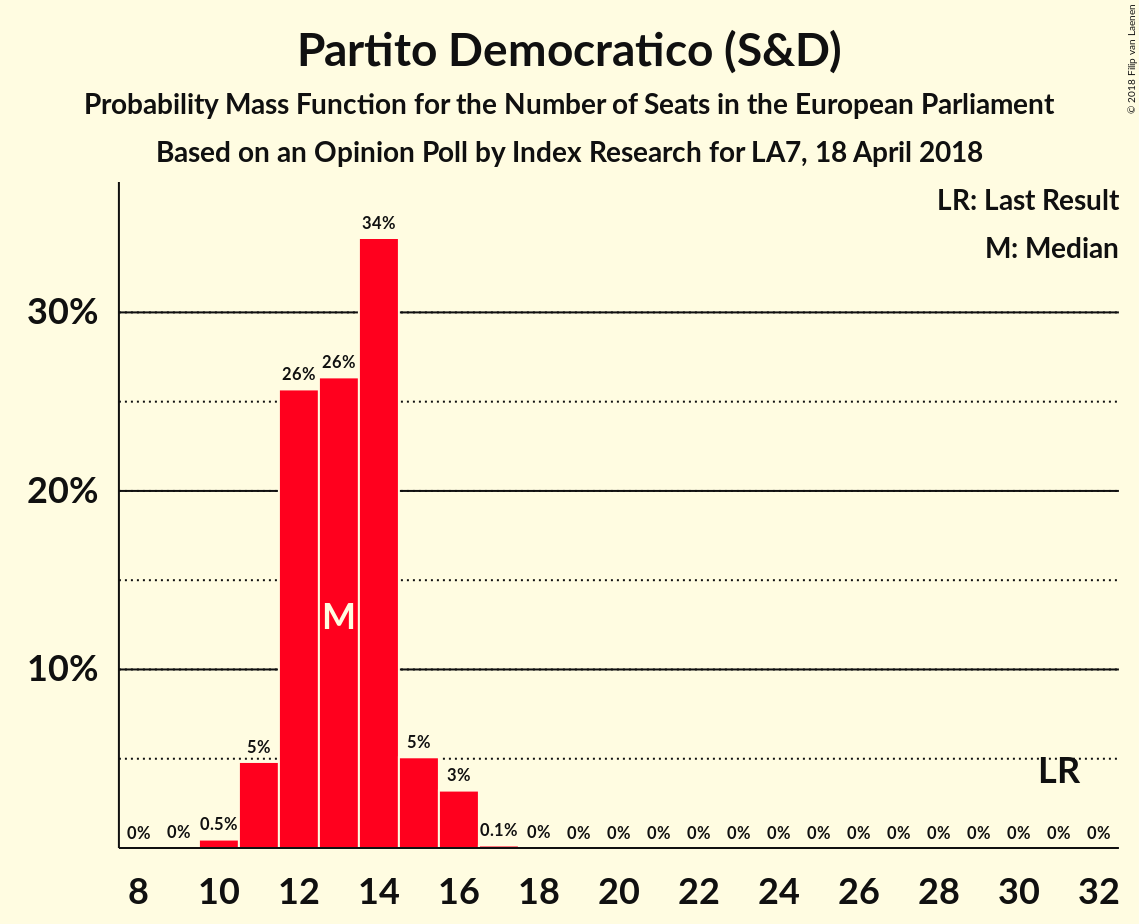 Partito Democratico (S&D)
Probability Mass Function for the Number of Seats in the European Parliament
Based on an Opinion Poll by Index Research for LA7, 18 April 2018
© 2018 Filip van Laenen
LR: Last Result
M: Median
30%
20%
10%
0% 0% 0.5% 5% 26% 26% 34% 5% 3% 0.1% 0% 0% 0% 0% 0% 0% 0% 0% 0% 0% 0% 0% 0% 0% 0%
M
LR
8 10 12 14 16 18 20 22 24 26 28 30 32